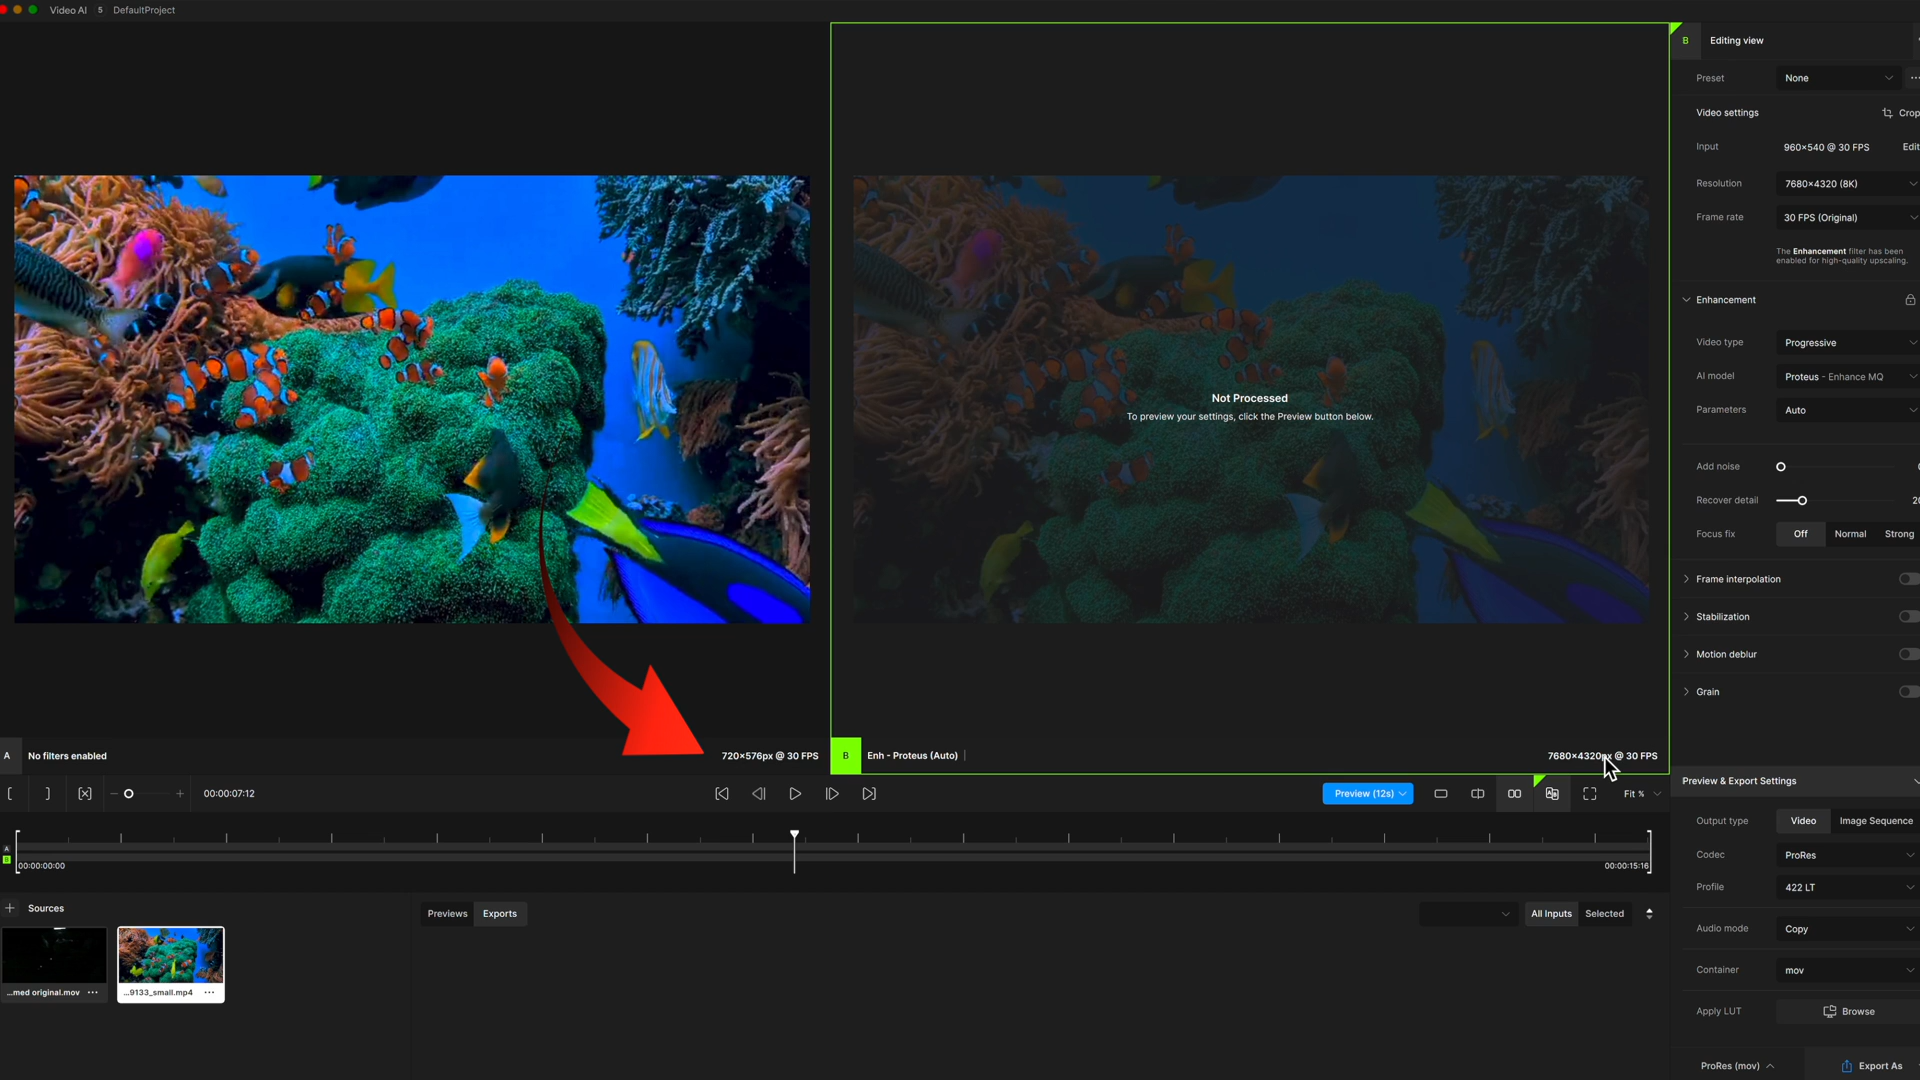 Video AI 5 DefaultProject
B Editing view
Preset None
Video settings Crop
Input 960×540 @ 30 FPS Edit
Resolution 7680×4320 (8K)
Frame rate 30 FPS (Original)
The Enhancement filter has been
enabled for high-quality upscaling.
Enhancement
Video type Progressive
AI model Proteus - Enhance MQ
Parameters Auto
Not Processed
To preview your settings, click the Preview button below.
Add noise
Recover detail 20
Focus fix Off Normal Strong
Frame interpolation
Stabilization
Motion deblur
Grain
A No filters enabled 720×576px @ 30 FPS
B Enh - Proteus (Auto) 7680×4320px @ 30 FPS
00:00:07:12 Preview (12s) Fit %
Preview & Export Settings
Output type Video Image Sequence
A
B
00:00:00:00 00:00:15:16
Codec ProRes
Profile 422 LT
Sources Previews Exports All Inputs Selected
Audio mode Copy
Container mov
...med original.mov ··· ...9133_small.mp4 ···
Apply LUT Browse
ProRes (mov) Export As